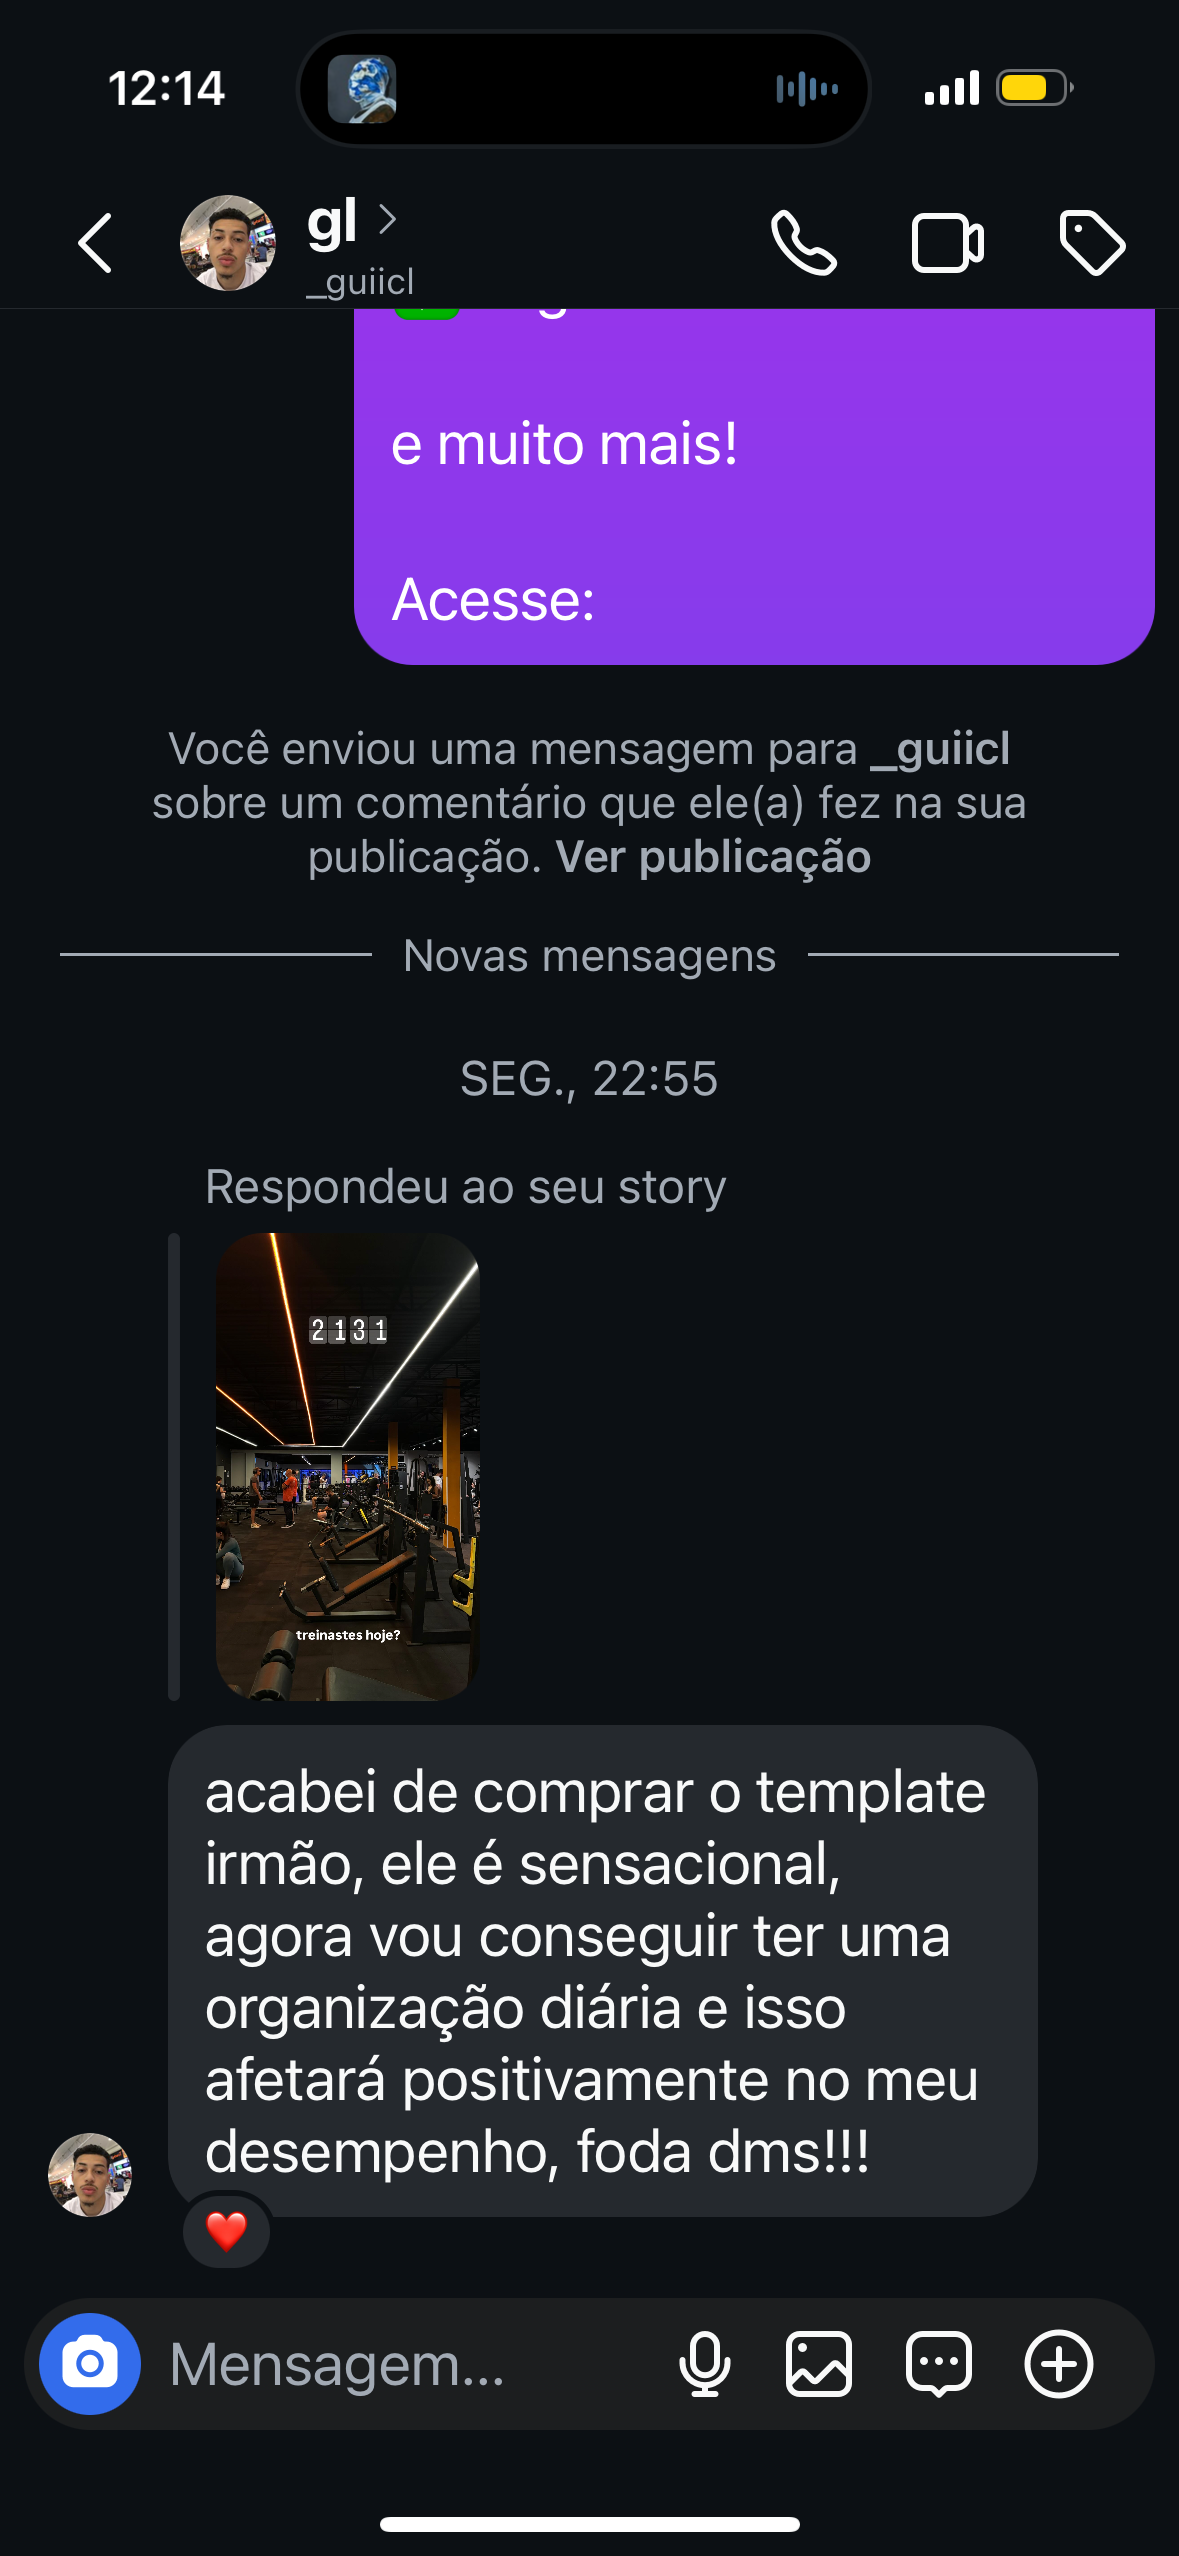 12:14
gl
_guiicl
e muito mais!
Acesse:
Você enviou uma mensagem para _guiicl
sobre um comentário que ele(a) fez na sua
publicação. Ver publicação
Novas mensagens
SEG., 22:55
Respondeu ao seu story
2131
treinastes hoje?
acabei de comprar o template
irmão, ele é sensacional,
agora vou conseguir ter uma
organização diária e isso
afetará positivamente no meu
desempenho, foda dms!!!
Mensagem...